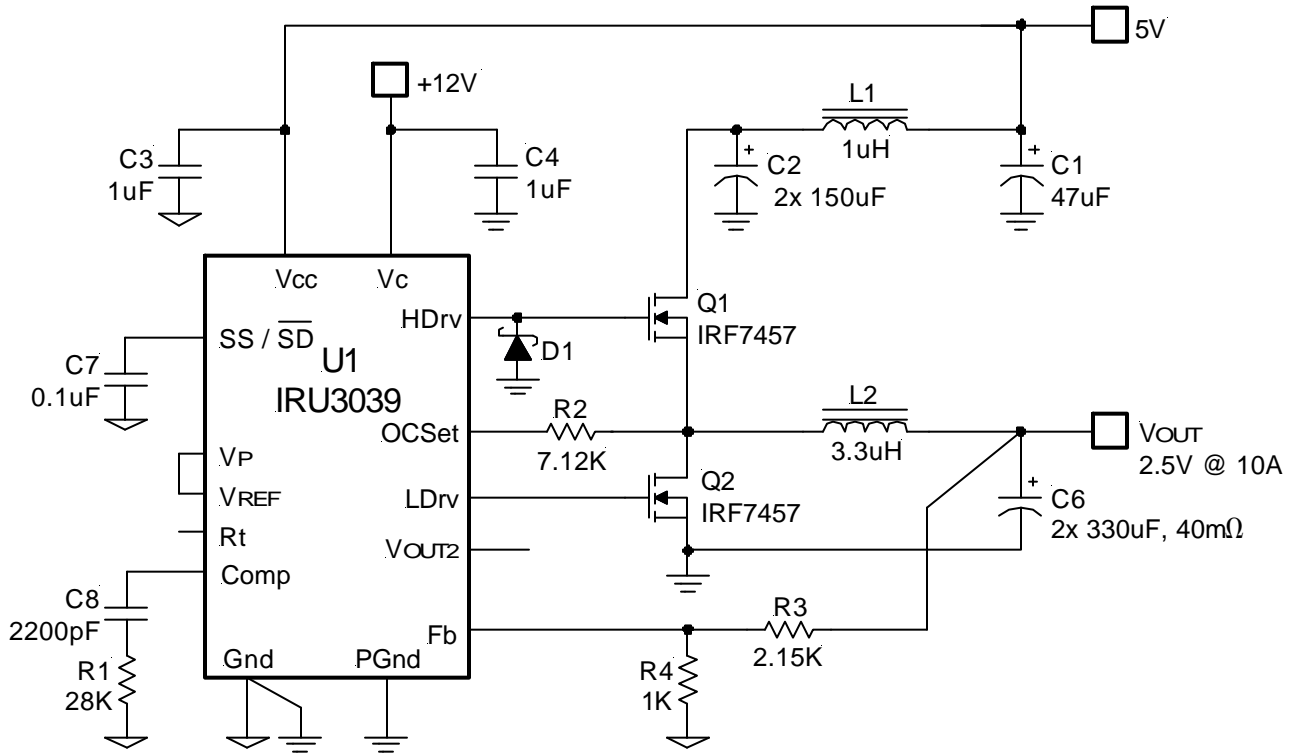 5V
+12V
L1
1uH
C3
1uF
C4
1uF
C2
2x 150uF
C1
47uF
Vcc
Vc
HDrv
Q1
IRF7457
SS / SD
D1
U1
IRU3039
C7
0.1uF
OCSet
R2
7.12K
L2
3.3uH
VOUT
2.5V @ 10A
VP
VREF
LDrv
Q2
IRF7457
C6
2x 330uF, 40mΩ
Rt
VOUT2
Comp
C8
2200pF
R1
28K
Fb
R3
2.15K
R4
1K
Gnd
PGnd